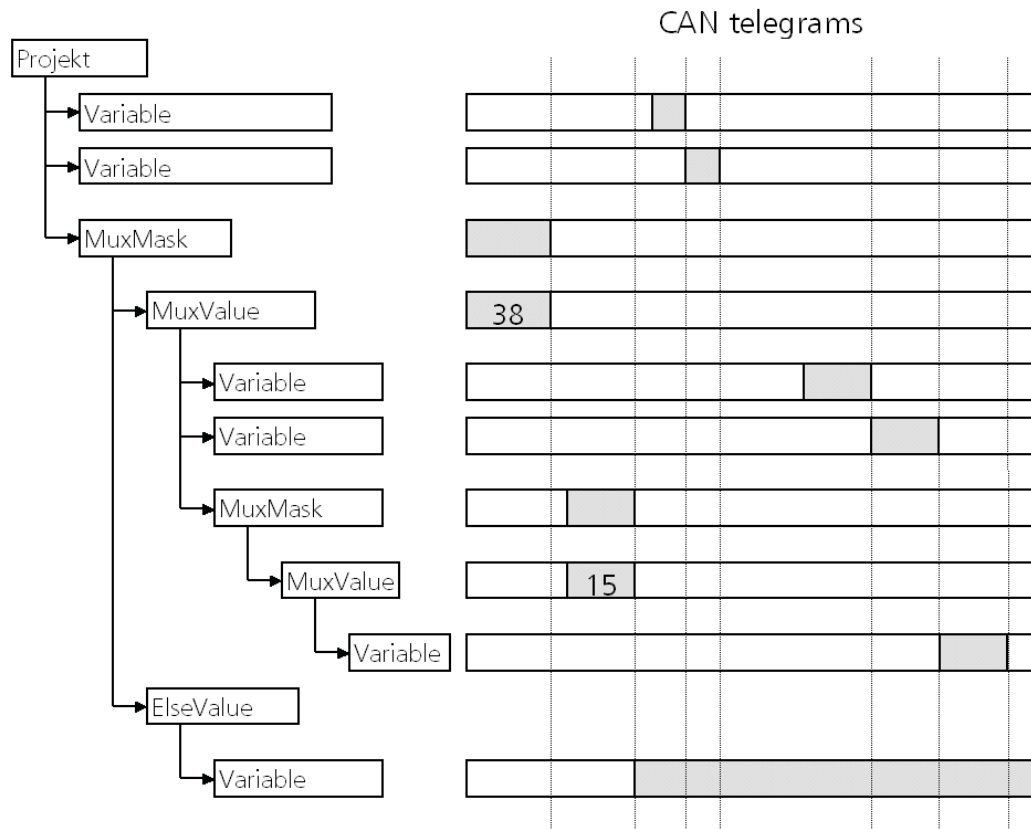 CAN telegrams
Projekt
Variable
Variable
MuxMask
MuxValue
38
Variable
Variable
MuxMask
MuxValue
15
Variable
ElseValue
Variable